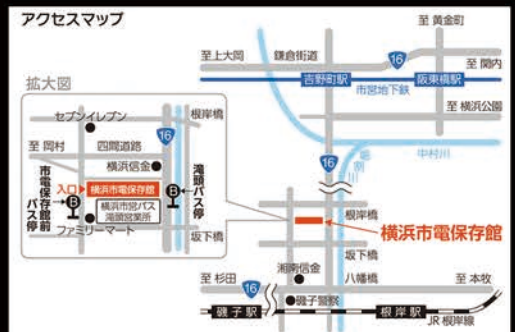 アクセスマップ
至 黄金町
至上大岡
鎌倉街道
16
至 関内
吉野町駅
阪東橋駅
市営地下鉄
至 横浜公園
中村川
堀割川
16
拡大図
セブンイレブン
16
根岸橋
至 岡村
四間道路
横浜信金
滝頭バス停
B
入口
横浜市電保存館
市電保存館前
バス停
B
横浜市営バス
滝頭営業所
ファミリーマート
坂下橋
根岸橋
横浜市電保存館
坂下橋
至 杉田
16
湘南信金
八幡橋
至 本牧
磯子警察
磯子駅
根岸駅
JR 根岸線